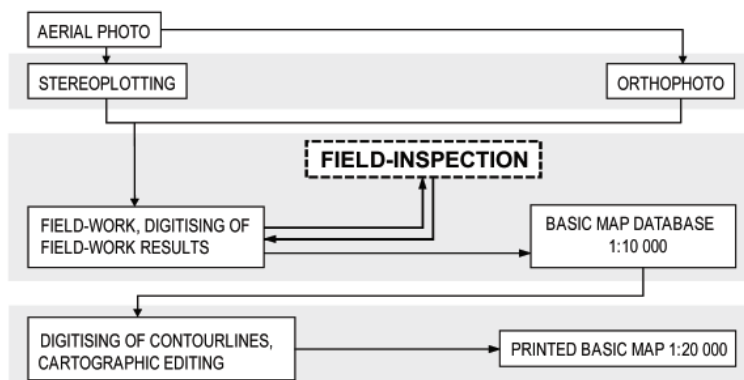 AERIAL PHOTO
STEREOPLOTTING
ORTHOPHOTO
FIELD-INSPECTION
FIELD-WORK, DIGITISING OF
FIELD-WORK RESULTS
BASIC MAP DATABASE
1:10 000
DIGITISING OF CONTOURLINES,
CARTOGRAPHIC EDITING
PRINTED BASIC MAP 1:20 000